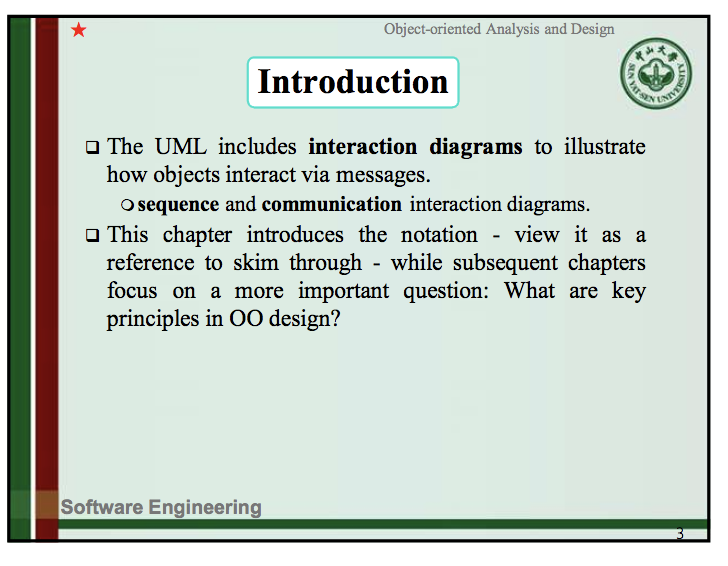 Object-oriented Analysis and Design
Introduction
中山大學
SUN YAT-SEN UNIVERSITY
The UML includes interaction diagrams to illustrate
how objects interact via messages.
sequence and communication interaction diagrams.
This chapter introduces the notation - view it as a
reference to skim through - while subsequent chapters
focus on a more important question: What are key
principles in OO design?
Software Engineering
3